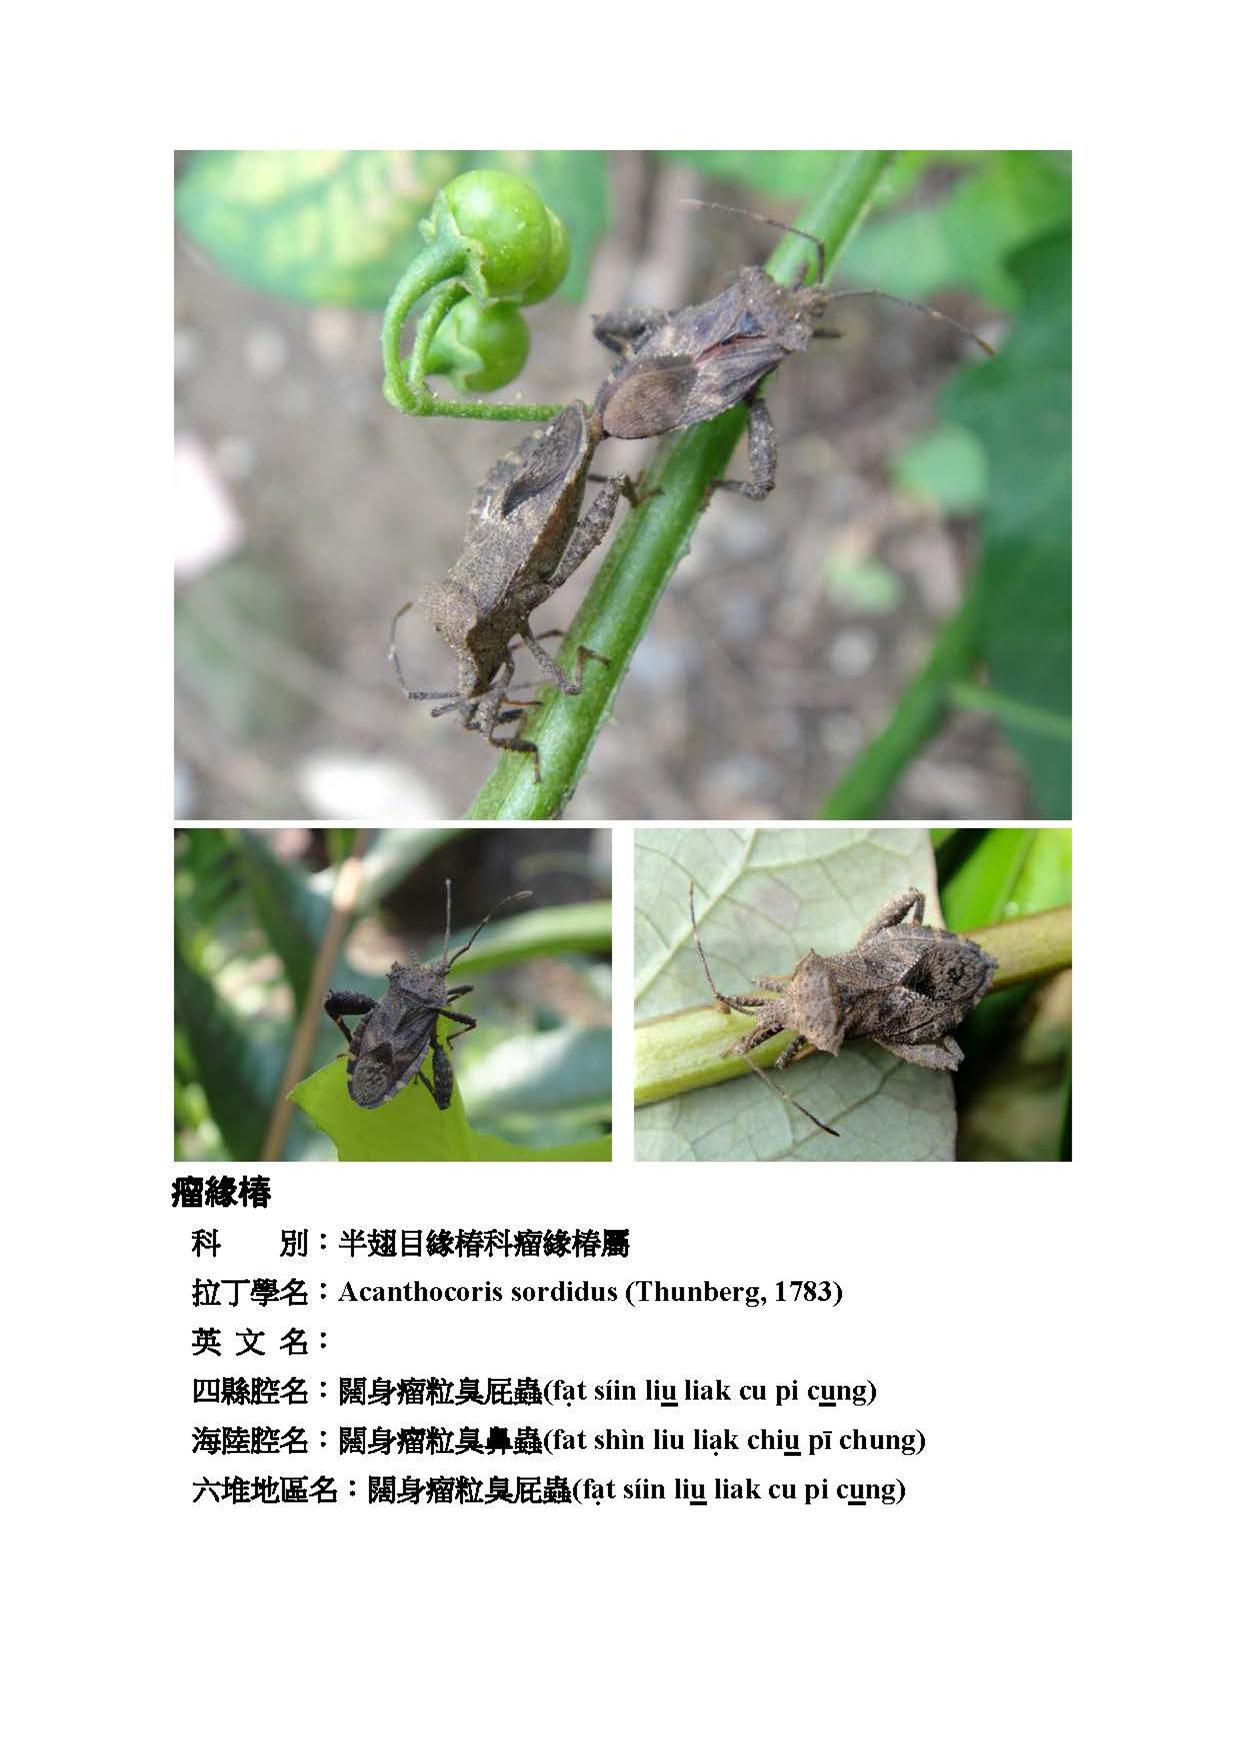 瘤緣椿
科　　別：半翅目緣椿科瘤緣椿屬
拉丁學名：Acanthocoris sordidus (Thunberg, 1783)
英 文 名：
四縣腔名：闊身瘤粒臭屁蟲(fa̩t síin liu̲ liak cu pi cu̲ng)
海陸腔名：闊身瘤粒臭鼻蟲(fat shìn liu lia̩k chiu̲ pī chung)
六堆地區名：闊身瘤粒臭屁蟲(fa̩t síin liu̲ liak cu pi cu̲ng)